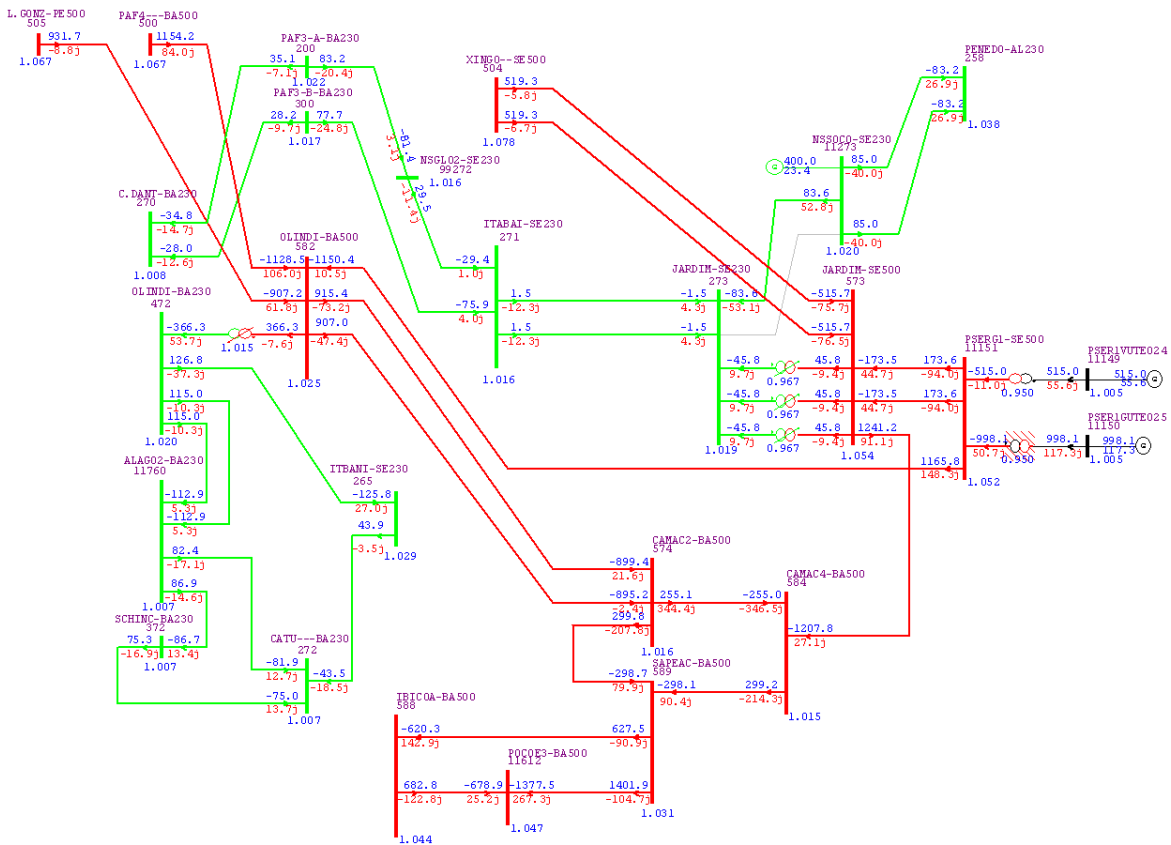 L.GONZ-PE500
505
931.7
-8.8j
1.067
PAF4---BA500
500
1154.2
84.0j
1.067
PAF3-A-BA230
200
35.1
83.2
-7.1j
-20.4j
1.022
PAF3-B-BA230
300
28.2
77.7
-9.7j
-24.8j
1.017
XINGO--SE500
504
519.3
-5.8j
519.3
-6.7j
1.078
PENEDO-AL230
258
-83.2
26.9j
-83.2
26.9j
1.038
NSSOCO-SE230
11273
400.0
23.4
85.0
-40.0j
83.6
52.8j
85.0
-40.0j
1.020
-81.4
3.1j
NSGLO2-SE230
99272
1.016
29.5
-11.4j
C.DANT-BA230
270
-34.8
-14.7j
-28.0
-12.6j
1.008
OLINDI-BA500
582
-1128.5
-1150.4
106.0j
10.5j
-907.2
915.4
61.8j
-73.2j
366.3
907.0
-7.6j
-47.4j
1.025
ITABAI-SE230
271
-29.4
1.0j
-75.9
4.0j
1.5
-12.3j
1.5
-12.3j
1.016
JARDIM-SE230
273
-1.5
-83.6
4.3j
-53.1j
-1.5
4.3j
-45.8
9.7j
0.967
-45.8
9.7j
0.967
-45.8
9.7j
0.967
1.019
JARDIM-SE500
573
-515.7
-75.7j
-515.7
-76.5j
45.8
-173.5
-9.4j
44.7j
45.8
-173.5
-9.4j
44.7j
45.8
1241.2
-9.4j
91.1j
1.054
PSERG1-SE500
11151
173.6
-94.0j
173.6
-94.0j
1165.8
148.3j
-515.0
-11.0j
0.950
-998.1
50.7j
0.950
1.052
PSER1VUTE024
11149
515.0
55.6j
515.0
55.6
1.005
PSER1GUTE025
11150
998.1
117.3j
998.1
117.3
1.005
OLINDI-BA230
472
-366.3
53.7j
1.015
126.8
-37.3j
115.0
-10.3j
115.0
-10.3j
1.020
ALAGO2-BA230
11760
-112.9
5.3j
-112.9
5.3j
82.4
-17.1j
86.9
-14.6j
1.007
ITBANI-SE230
265
-125.8
27.0j
43.9
-3.5j
1.029
SCHINC-BA230
372
75.3
-86.7
-16.9j
13.4j
1.007
CATU---BA230
272
-81.9
12.7j
-43.5
-18.5j
-75.0
13.7j
1.007
CAMAC2-BA500
574
-899.4
21.6j
-895.2
255.1
-2.4j
344.4j
299.8
-207.8j
1.016
CAMAC4-BA500
584
-255.0
-346.5j
-1207.8
27.1j
299.2
-214.3j
1.015
SAPEAC-BA500
589
-298.7
79.9j
-298.1
90.4j
627.5
-90.9j
1401.9
-104.7j
1.031
IBICOA-BA500
588
-620.3
142.9j
682.8
-122.8j
1.044
POCOE3-BA500
11612
-678.9
-1377.5
25.2j
267.3j
1.047